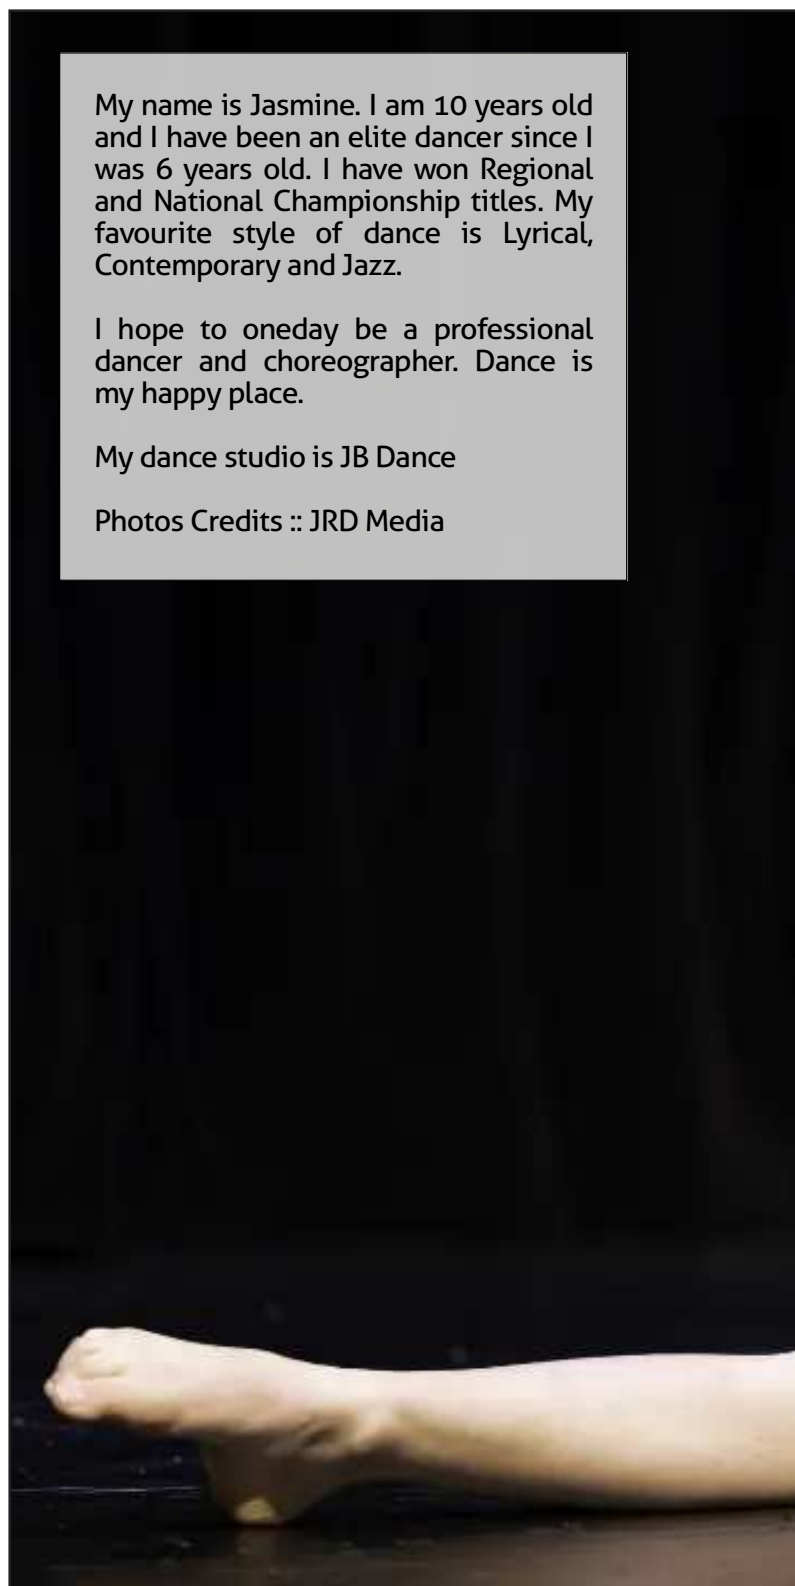 My name is Jasmine. I am 10 years old
and I have been an elite dancer since I
was 6 years old. I have won Regional
and National Championship titles. My
favourite style of dance is Lyrical,
Contemporary and Jazz.
I hope to oneday be a professional
dancer and choreographer. Dance is
my happy place.
My dance studio is JB Dance
Photos Credits :: JRD Media